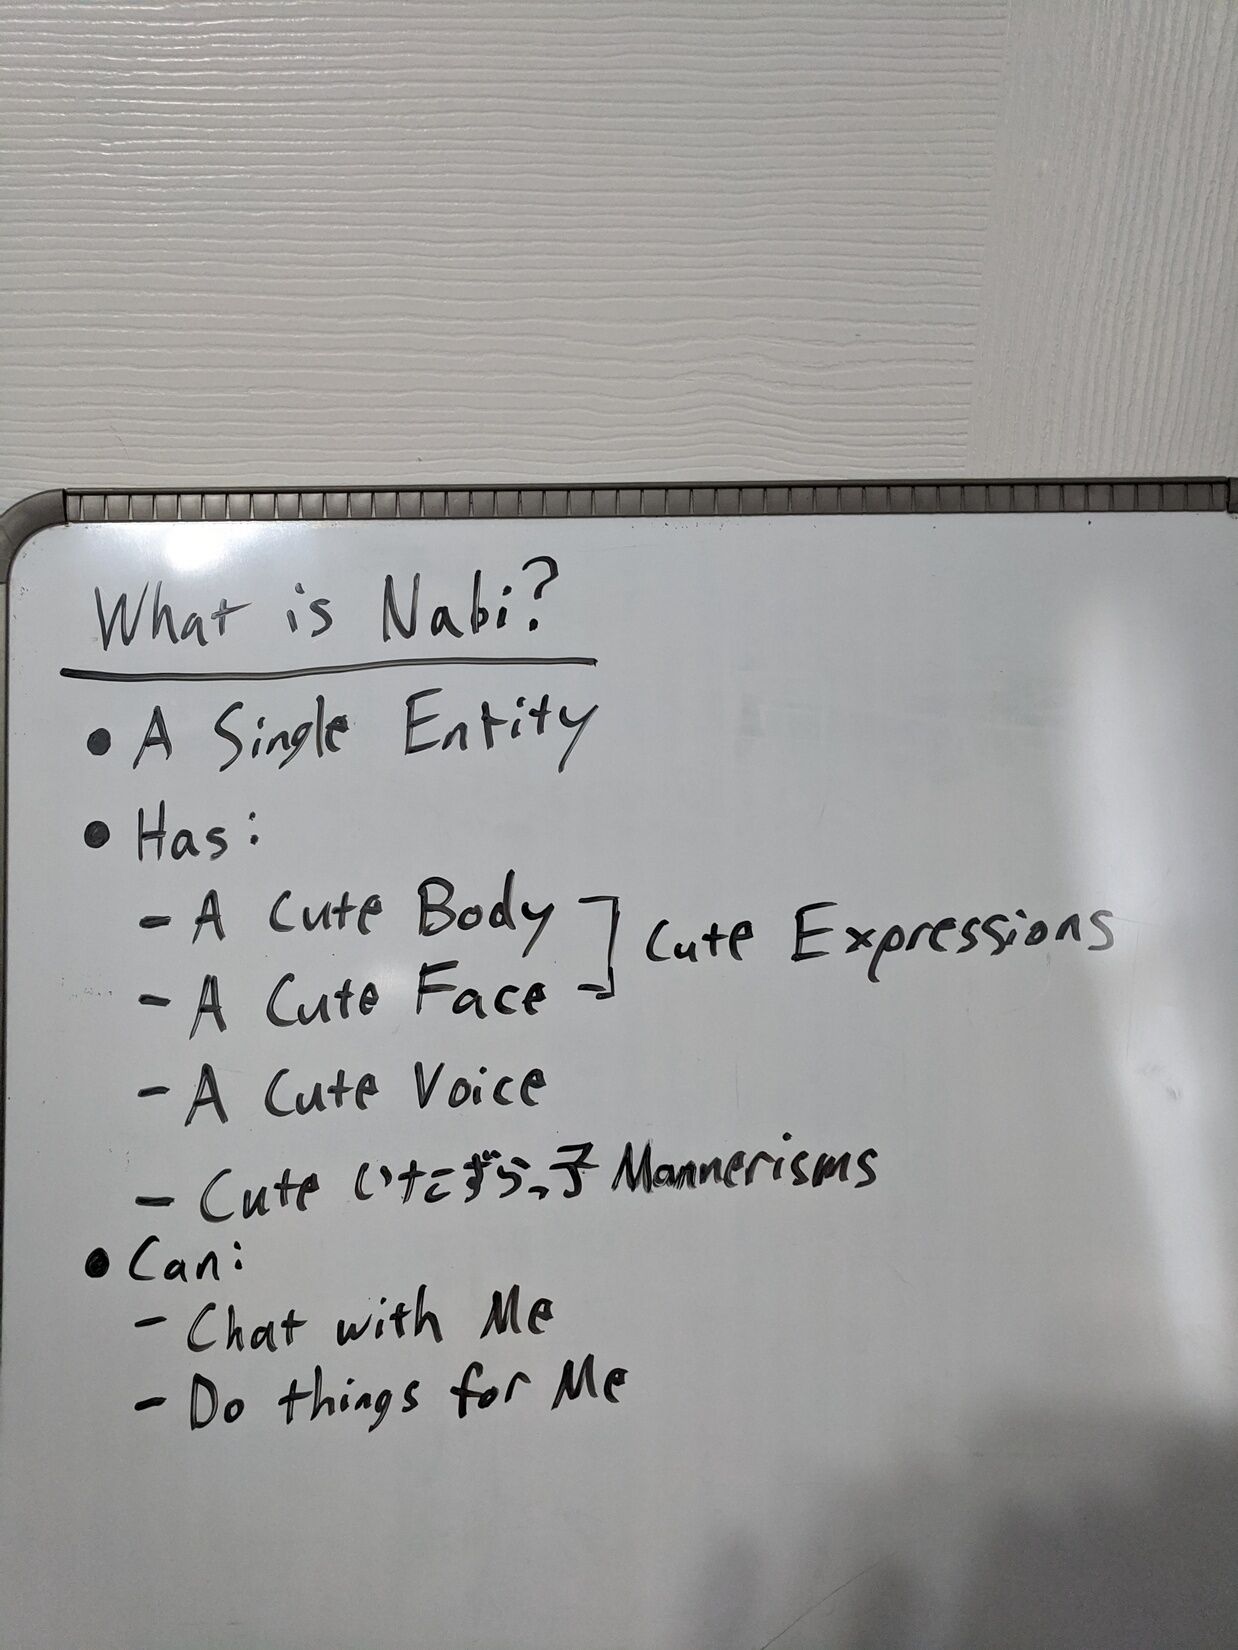 What is Nabi?
• A Single Entity
• Has:
- A Cute Body
- A Cute Face
Cute Expressions
- A Cute Voice
- Cute いたずらっ子 Mannerisms
• Can:
- Chat with Me
- Do things for Me